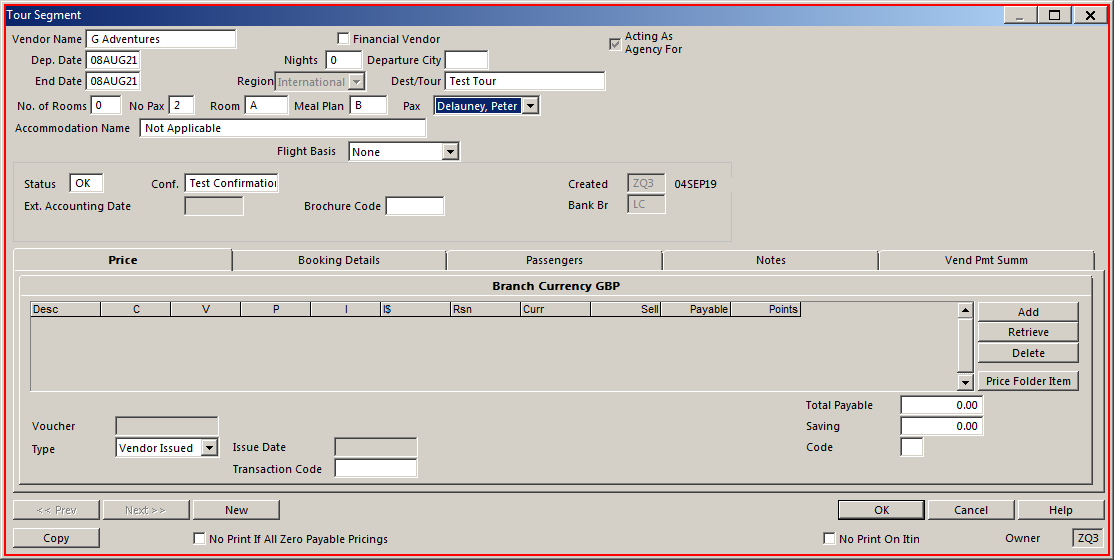 Tour Segment
Vendor Name G Adventures Financial Vendor Acting As Agency For
Dep. Date 08AUG21 Nights 0 Departure City
End Date 08AUG21 Region International Dest/Tour Test Tour
No. of Rooms 0 No Pax 2 Room A Meal Plan B Pax Delauney, Peter
Accommodation Name Not Applicable
Flight Basis None
Status OK Conf. Test Confirmation Created ZQ3 04SEP19
Ext. Accounting Date Brochure Code Bank Br LC
Price Booking Details Passengers Notes Vend Pmt Summ
Branch Currency GBP
Desc C V P I I$ Rsn Curr Sell Payable Points
Add
Retrieve
Delete
Price Folder Item
Total Payable 0.00
Voucher Saving 0.00
Type Vendor Issued Issue Date Code
Transaction Code
<< Prev Next >> New OK Cancel Help
Copy No Print If All Zero Payable Pricings No Print On Itin Owner ZQ3